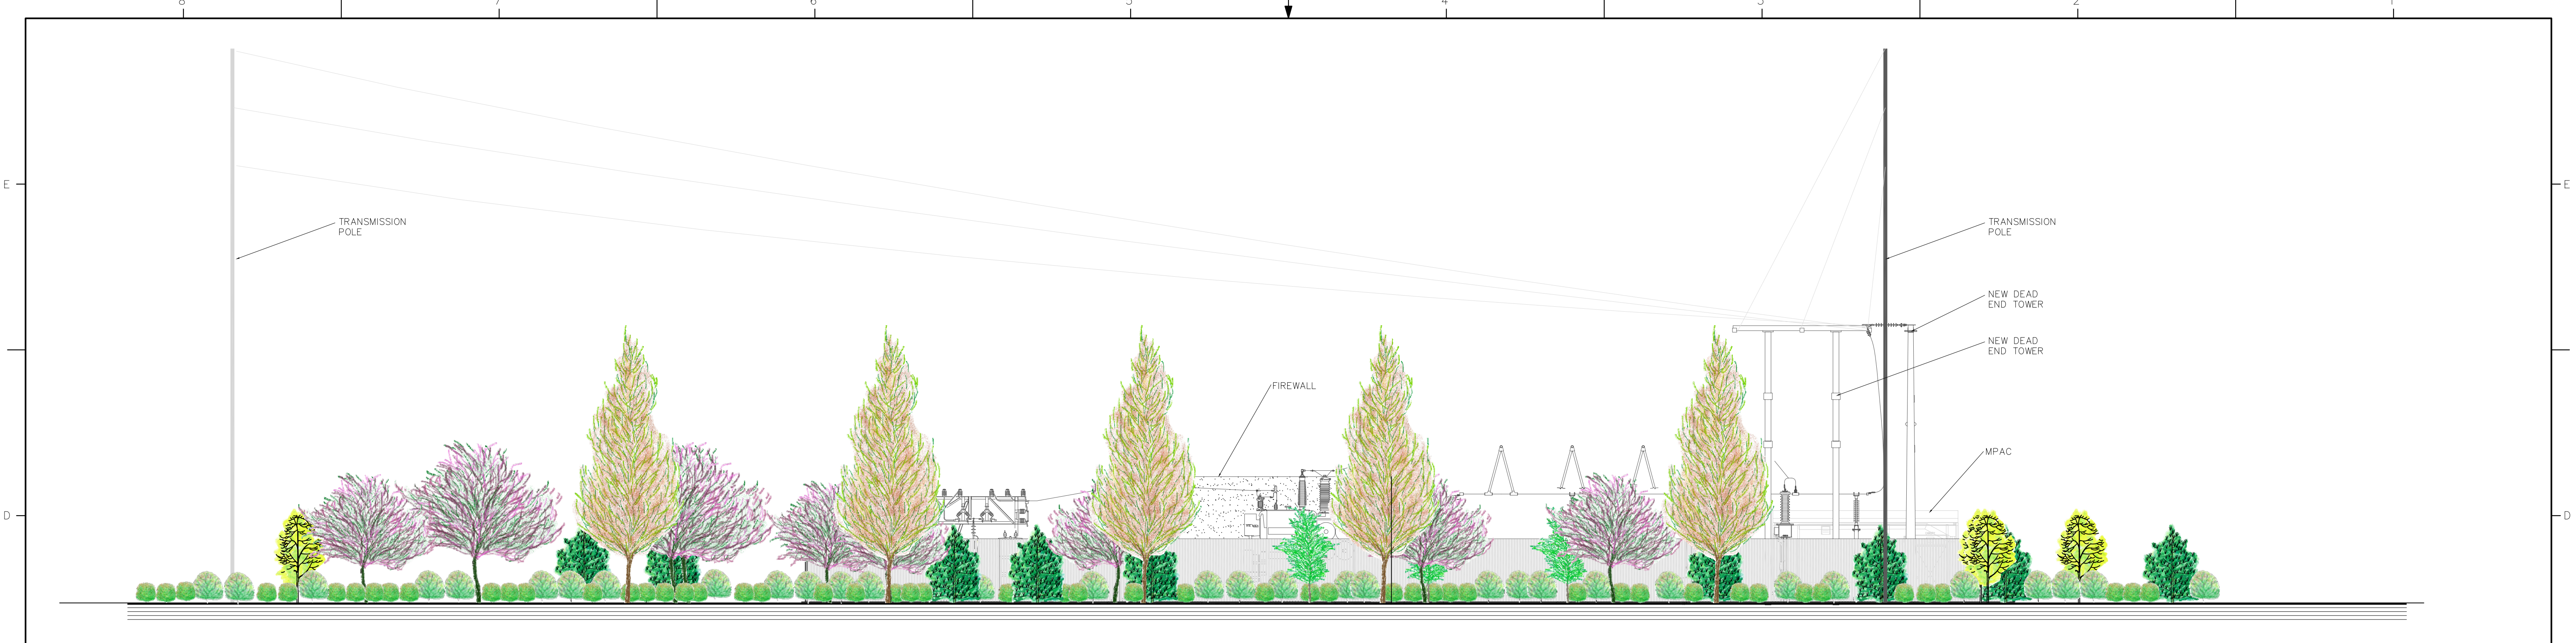 8 7 6 5 4 3 2 1
E
E
TRANSMISSION
POLE
TRANSMISSION
POLE
NEW DEAD
END TOWER
NEW DEAD
END TOWER
FIREWALL
MPAC
D
D